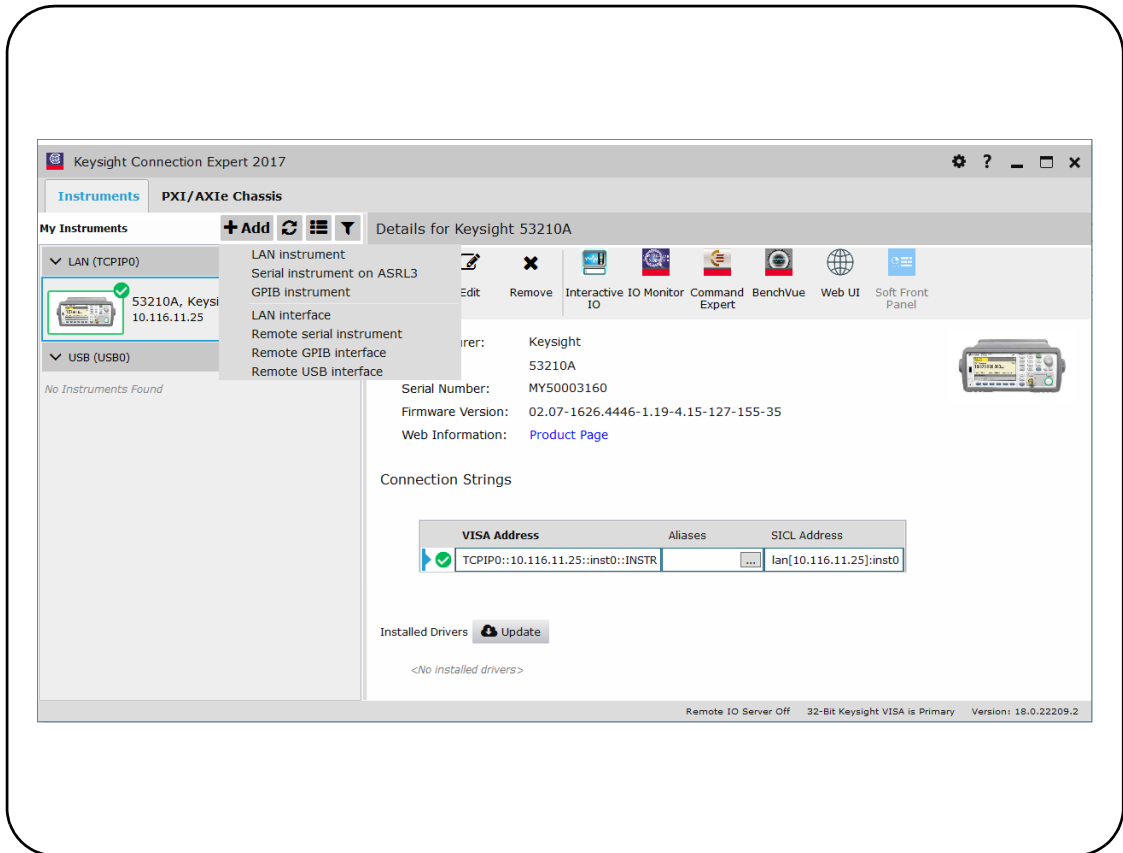 Keysight Connection Expert 2017
Instruments PXI/AXIe Chassis
My Instruments
Add
Details for Keysight 53210A
LAN (TCPIP0)
53210A, Keysi
10.116.11.25
USB (USB0)
No Instruments Found
LAN instrument
Serial instrument on ASRL3
GPIB instrument
LAN interface
Remote serial instrument
Remote GPIB interface
Remote USB interface
Edit
Remove
Interactive
IO
IO Monitor
Command
Expert
BenchVue
Web UI
Soft Front
Panel
urer: Keysight
53210A
Serial Number: MY50003160
Firmware Version: 02.07-1626.4446-1.19-4.15-127-155-35
Web Information: Product Page
Connection Strings
VISA Address Aliases SICL Address
TCPIP0::10.116.11.25::inst0::INSTR ... lan[10.116.11.25]:inst0
Installed Drivers Update
<No installed drivers>
Remote IO Server Off 32-Bit Keysight VISA is Primary Version: 18.0.22209.2